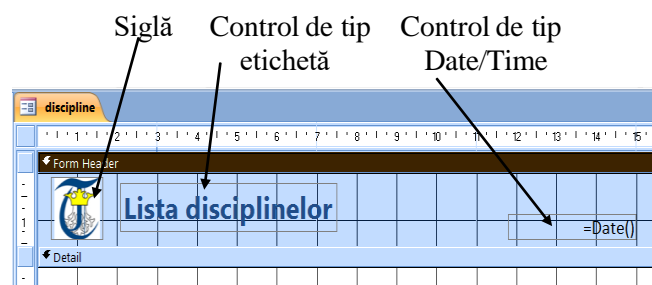 Siglă Control de tip etichetă Control de tip Date/Time
discipline
1 2 3 4 5 6 7 8 9 10 11 12 13 14 15
Form Header
Lista disciplinelor
=Date()
1
Detail